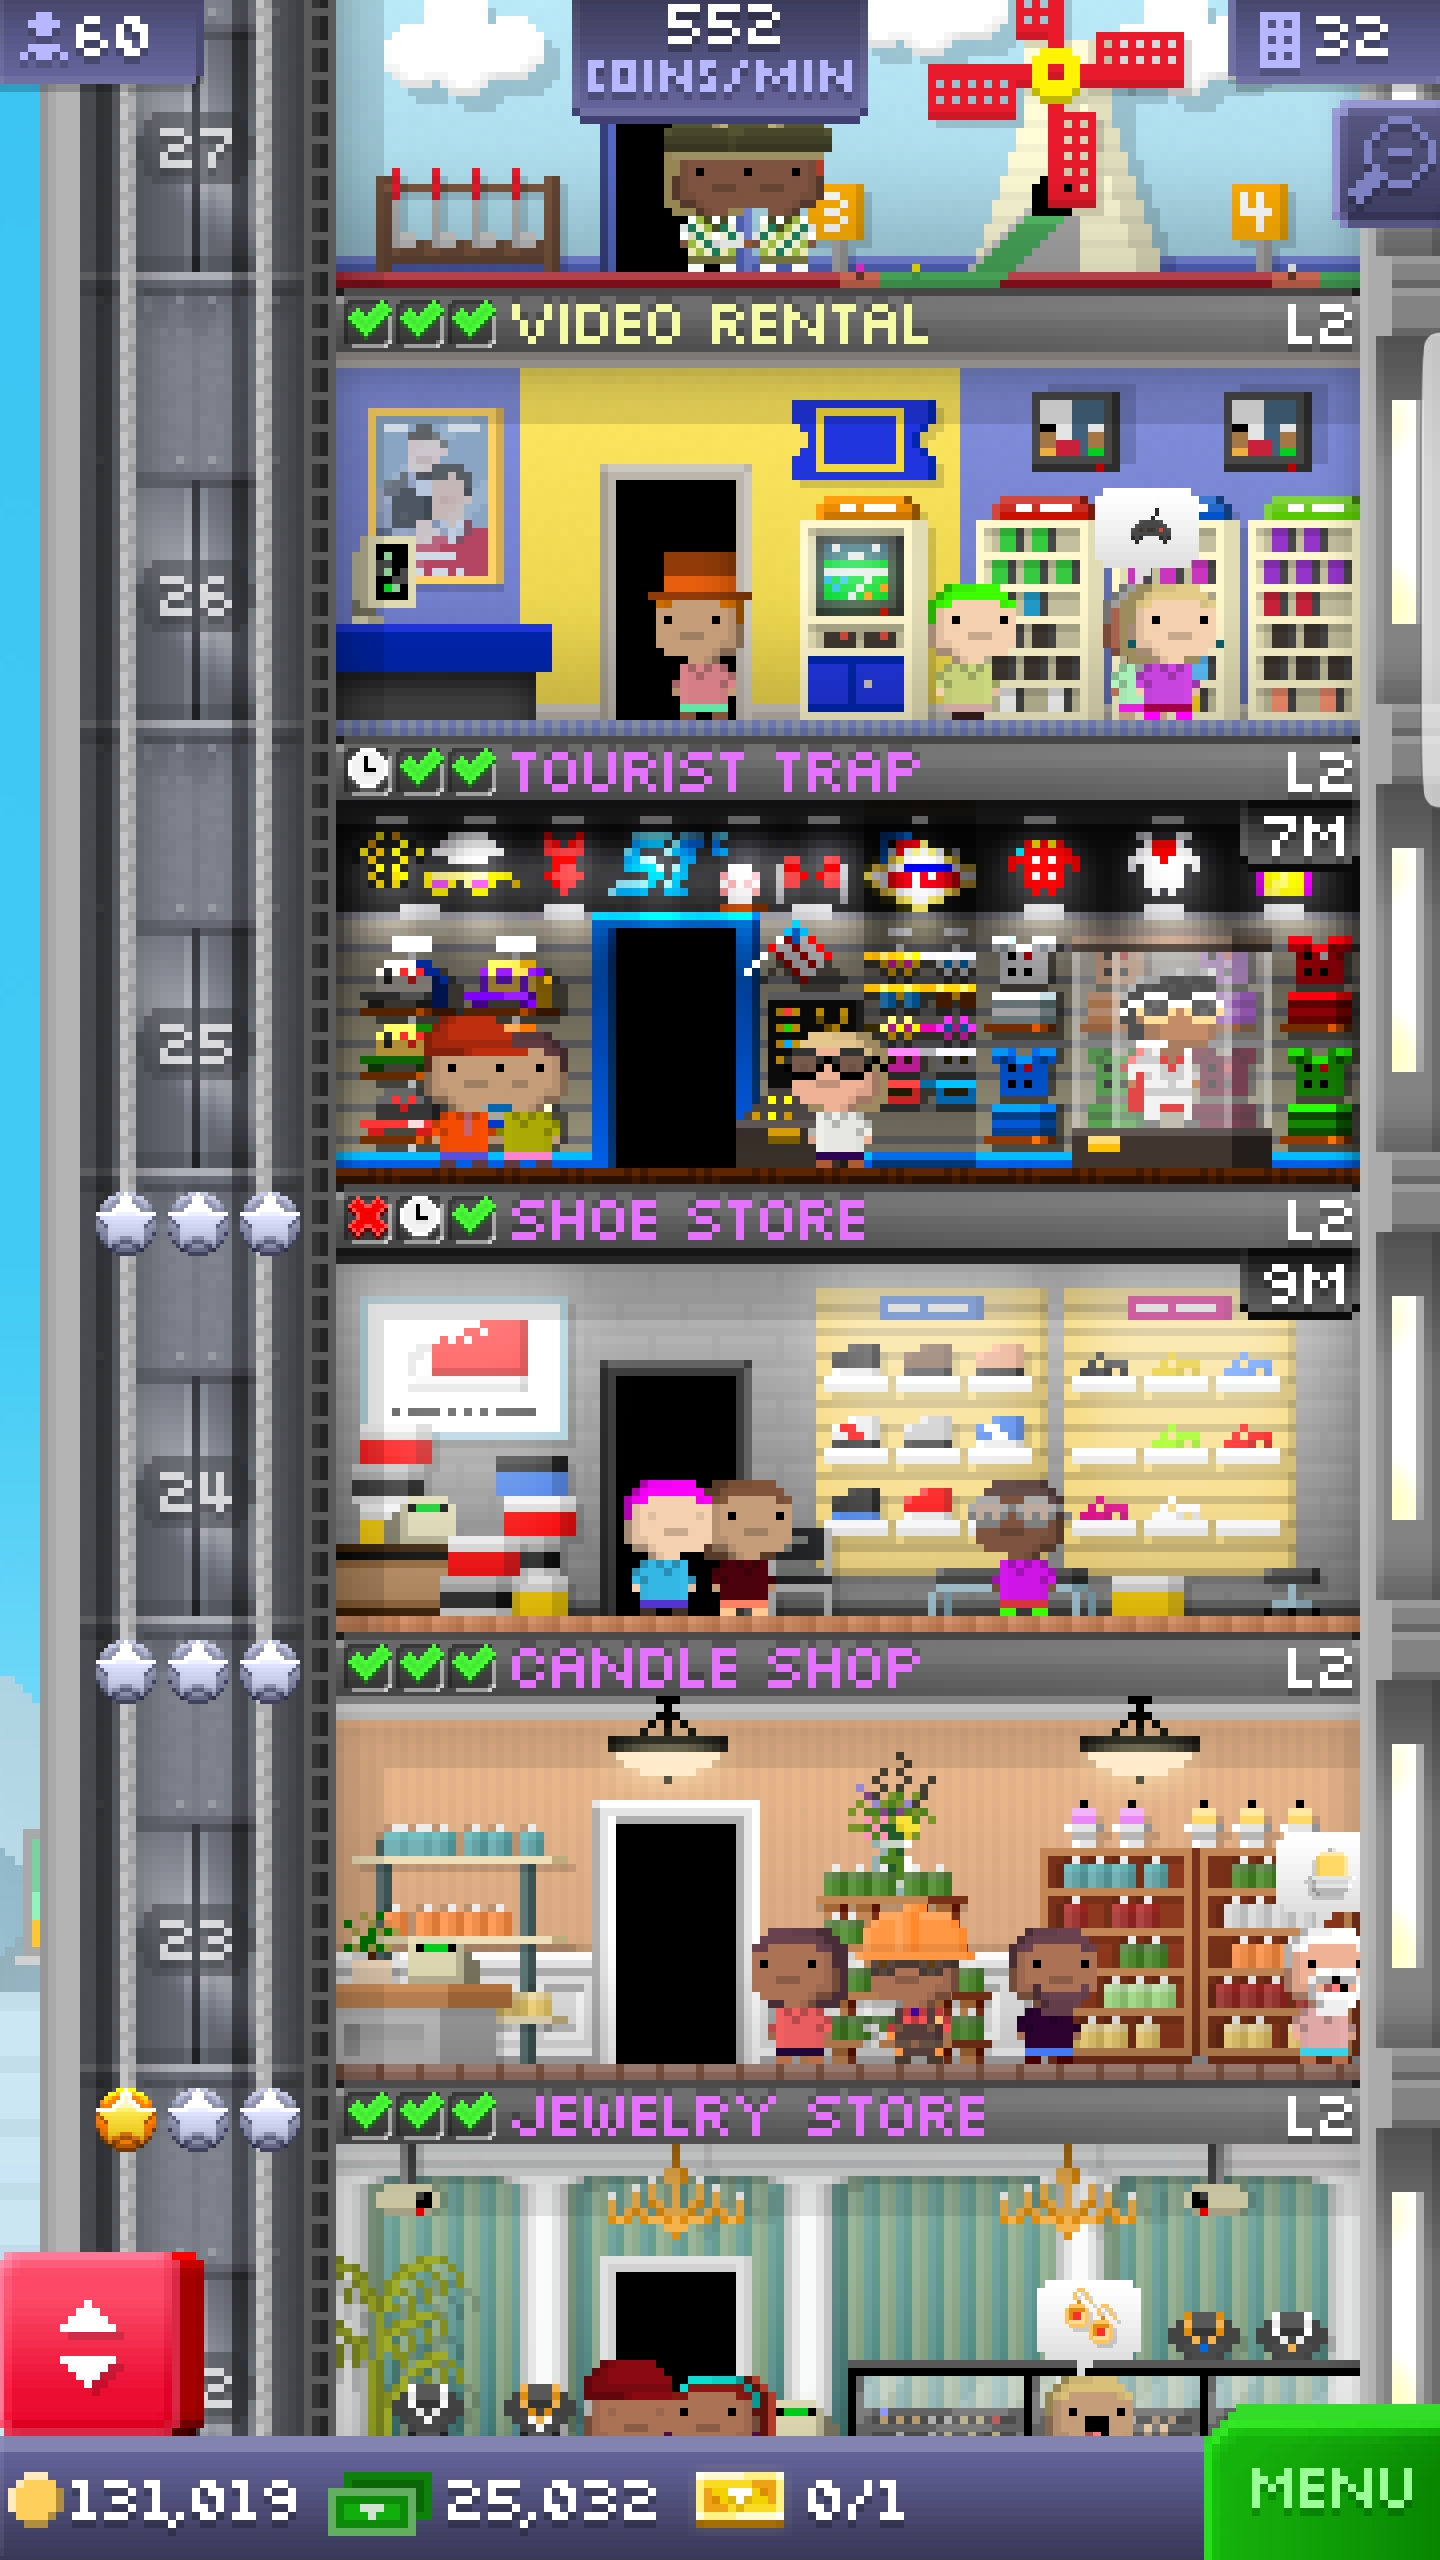 60
552
COINS/MIN
32
27
3
4
VIDEO RENTAL
L2
26
TOURIST TRAP
L2
7M
25
SHOE STORE
L2
9M
24
CANDLE SHOP
L2
23
JEWELRY STORE
L2
2
131,019
25,032
0/1
MENU